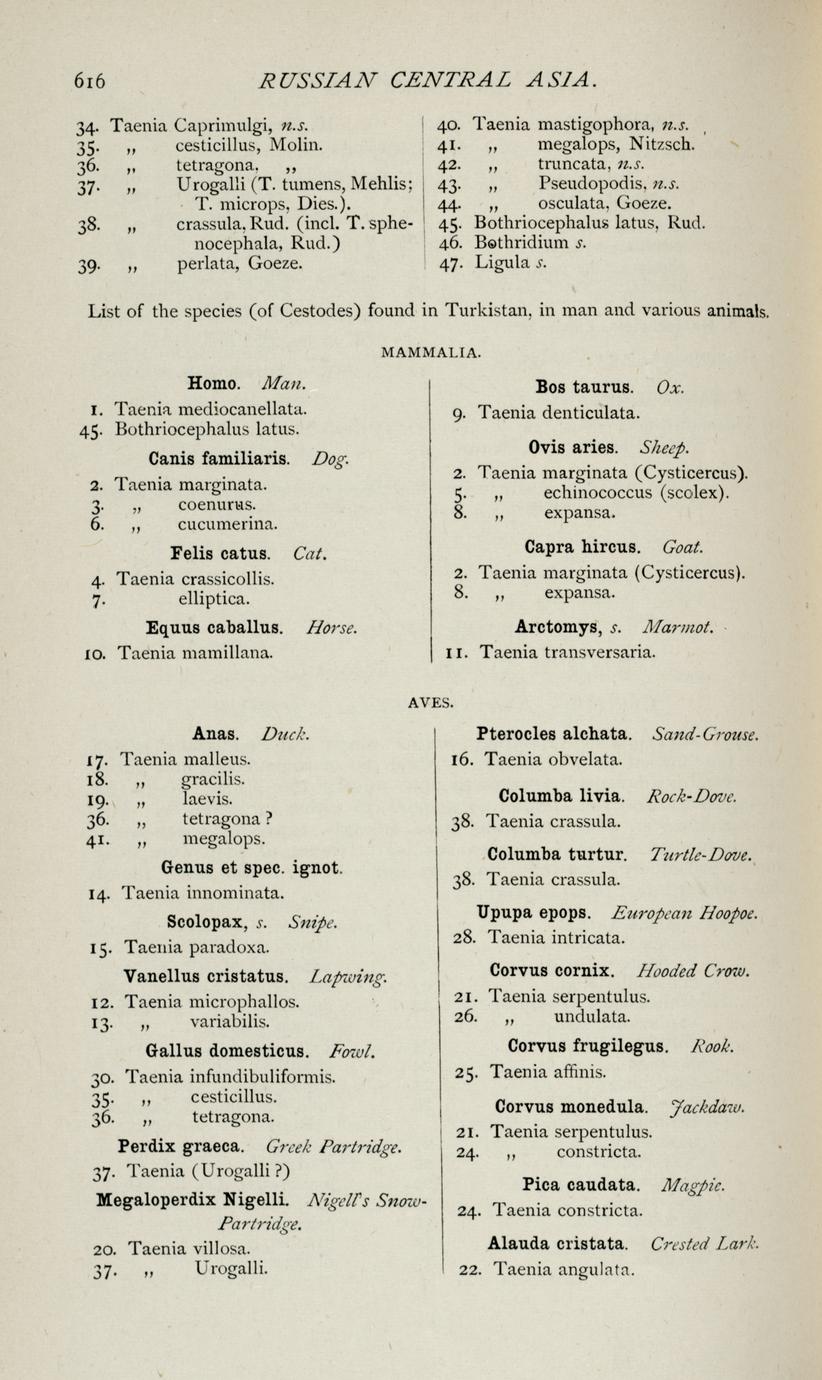 616 RUSSIAN CENTRAL ASIA.
34. Taenia Caprimulgi, n.s.
35. „ cesticillus, Molin.
36. „ tetragona, „
37. „ Urogalli (T. tumens, Mehlis;
T. microps, Dies.).
38. „ crassula, Rud. (incl. T. sphe-
nocephala, Rud.)
39. „ perlata, Goeze.
40. Taenia mastigophora, n.s.
41. „ megalops, Nitzsch.
42. „ truncata, n.s.
43. „ Pseudopodis, n.s.
44. „ osculata, Goeze.
45. Bothriocephalus latus, Rud.
46. Bothridium s.
47. Ligula s.
List of the species (of Cestodes) found in Turkistan, in man and various animals.
MAMMALIA.
Homo. Man.
1. Taenia mediocanellata.
45. Bothriocephalus latus.
Canis familiaris. Dog.
2. Taenia marginata.
3. „ coenurus.
6. „ cucumerina.
Felis catus. Cat.
4. Taenia crassicollis.
7. elliptica.
Equus caballus. Horse.
10. Taenia mamillana.
Bos taurus. Ox.
9. Taenia denticulata.
Ovis aries. Sheep.
2. Taenia marginata (Cysticercus).
5. „ echinococcus (scolex).
8. „ expansa.
Capra hircus. Goat.
2. Taenia marginata (Cysticercus).
8. „ expansa.
Arctomys, s. Marmot.
11. Taenia transversaria.
AVES.
Anas. Duck.
17. Taenia malleus.
18. „ gracilis.
19. „ laevis.
36. „ tetragona ?
41. „ megalops.
Genus et spec. ignot.
14. Taenia innominata.
Scolopax, s. Snipe.
15. Taenia paradoxa.
Vanellus cristatus. Lapwing.
12. Taenia microphallos.
13. „ variabilis.
Gallus domesticus. Fowl.
30. Taenia infundibuliformis.
35. „ cesticillus.
36. „ tetragona.
Perdix graeca. Greek Partridge.
37. Taenia (Urogalli ?)
Megaloperdix Nigelli. Nigell's Snow-
Partridge.
20. Taenia villosa.
37. „ Urogalli.
Pterocles alchata. Sand-Grouse.
16. Taenia obvelata.
Columba livia. Rock-Dove.
38. Taenia crassula.
Columba turtur. Turtle-Dove.
38. Taenia crassula.
Upupa epops. European Hoopoe.
28. Taenia intricata.
Corvus cornix. Hooded Crow.
21. Taenia serpentulus.
26. „ undulata.
Corvus frugilegus. Rook.
25. Taenia affinis.
Corvus monedula. Jackdaw.
21. Taenia serpentulus.
24. „ constricta.
Pica caudata. Magpie.
24. Taenia constricta.
Alauda cristata. Crested Lark.
22. Taenia angulata.